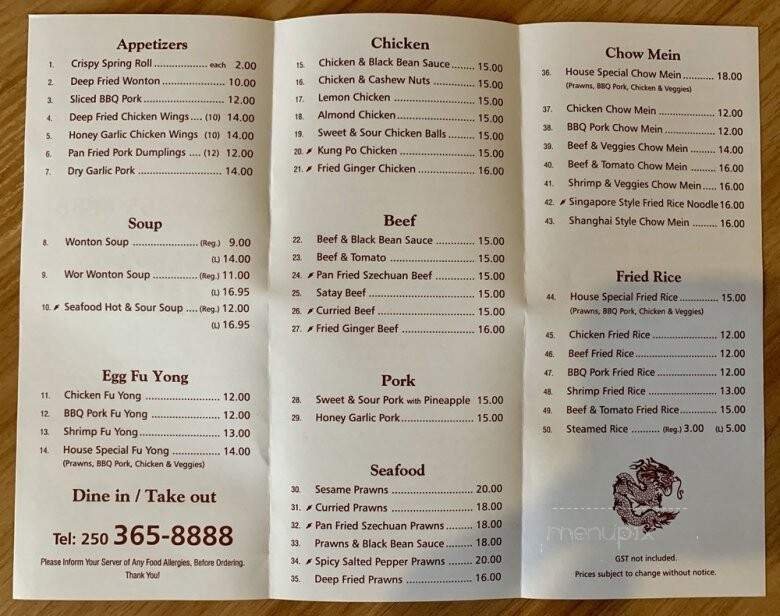 Appetizers
1. Crispy Spring Roll .................. each 2.00
2. Deep Fried Wonton ........................ 10.00
3. Sliced BBQ Pork ............................ 12.00
4. Deep Fried Chicken Wings .... (10) 14.00
5. Honey Garlic Chicken Wings (10) 14.00
6. Pan Fried Pork Dumplings .... (12) 12.00
7. Dry Garlic Pork .............................. 14.00
Soup
8. Wonton Soup ...................... (Reg.) 9.00
(L) 14.00
9. Wor Wonton Soup ............... (Reg.) 11.00
(L) 16.95
10. Seafood Hot & Sour Soup .... (Reg.) 12.00
(L) 16.95
Egg Fu Yong
11. Chicken Fu Yong ........................... 12.00
12. BBQ Pork Fu Yong ......................... 12.00
13. Shrimp Fu Yong ............................. 13.00
14. House Special Fu Yong .................. 14.00
(Prawns, BBQ Pork, Chicken & Veggies)
Dine in / Take out
Tel: 250 365-8888
Please Inform Your Server of Any Food Allergies, Before Ordering.
Thank You!
Chicken
15. Chicken & Black Bean Sauce ........ 15.00
16. Chicken & Cashew Nuts .............. 15.00
17. Lemon Chicken ........................... 15.00
18. Almond Chicken .......................... 15.00
19. Sweet & Sour Chicken Balls ......... 15.00
20. Kung Po Chicken ......................... 15.00
21. Fried Ginger Chicken ................... 16.00
Beef
22. Beef & Black Bean Sauce ............. 15.00
23. Beef & Tomato ............................ 15.00
24. Pan Fried Szechuan Beef ............. 15.00
25. Satay Beef .................................. 15.00
26. Curried Beef ............................... 15.00
27. Fried Ginger Beef ........................ 16.00
Pork
28. Sweet & Sour Pork with Pineapple 15.00
29. Honey Garlic Pork ....................... 15.00
Seafood
30. Sesame Prawns ........................... 20.00
31. Curried Prawns ........................... 18.00
32. Pan Fried Szechuan Prawns ......... 18.00
33. Prawns & Black Bean Sauce ......... 18.00
34. Spicy Salted Pepper Prawns ........ 20.00
35. Deep Fried Prawns ...................... 16.00
Chow Mein
36. House Special Chow Mein .......... 18.00
(Prawns, BBQ Pork, Chicken & Veggies)
37. Chicken Chow Mein .................... 12.00
38. BBQ Pork Chow Mein .................. 12.00
39. Beef & Veggies Chow Mein ......... 14.00
40. Beef & Tomato Chow Mein ......... 16.00
41. Shrimp & Veggies Chow Mein ..... 16.00
42. Singapore Style Fried Rice Noodle 16.00
43. Shanghai Style Chow Mein ......... 16.00
Fried Rice
44. House Special Fried Rice .............. 15.00
(Prawns, BBQ Pork, Chicken & Veggies)
45. Chicken Fried Rice ....................... 12.00
46. Beef Fried Rice ............................ 12.00
47. BBQ Pork Fried Rice ..................... 12.00
48. Shrimp Fried Rice ........................ 13.00
49. Beef & Tomato Fried Rice ............. 15.00
50. Steamed Rice .......... (Reg.) 3.00 (L) 5.00
menupix
GST not included.
Prices subject to change without notice.